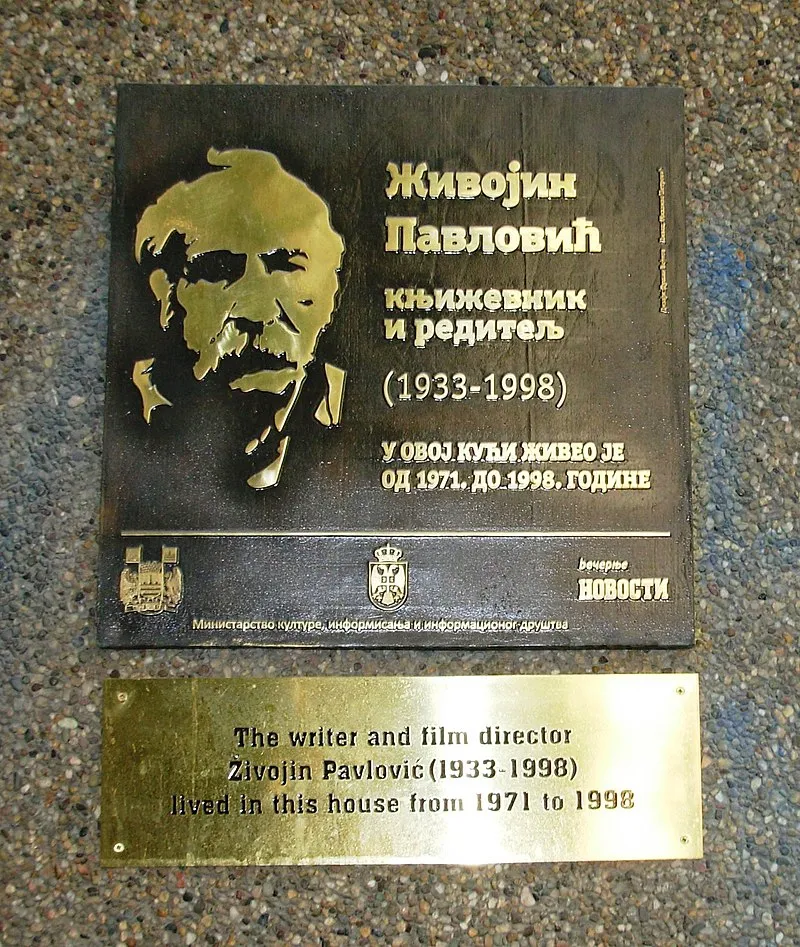 Живојин
Павловић
књижевник
и редитељ
(1933-1998)
У ОВОЈ КУЋИ ЖИВЕО ЈЕ
ОД 1971. ДО 1998. ГОДИНЕ
вечерње
НОВОСТИ
Министарство културе, информисања и информационог друштва
The writer and film director
Živojin Pavlović (1933-1998)
lived in this house from 1971 to 1998